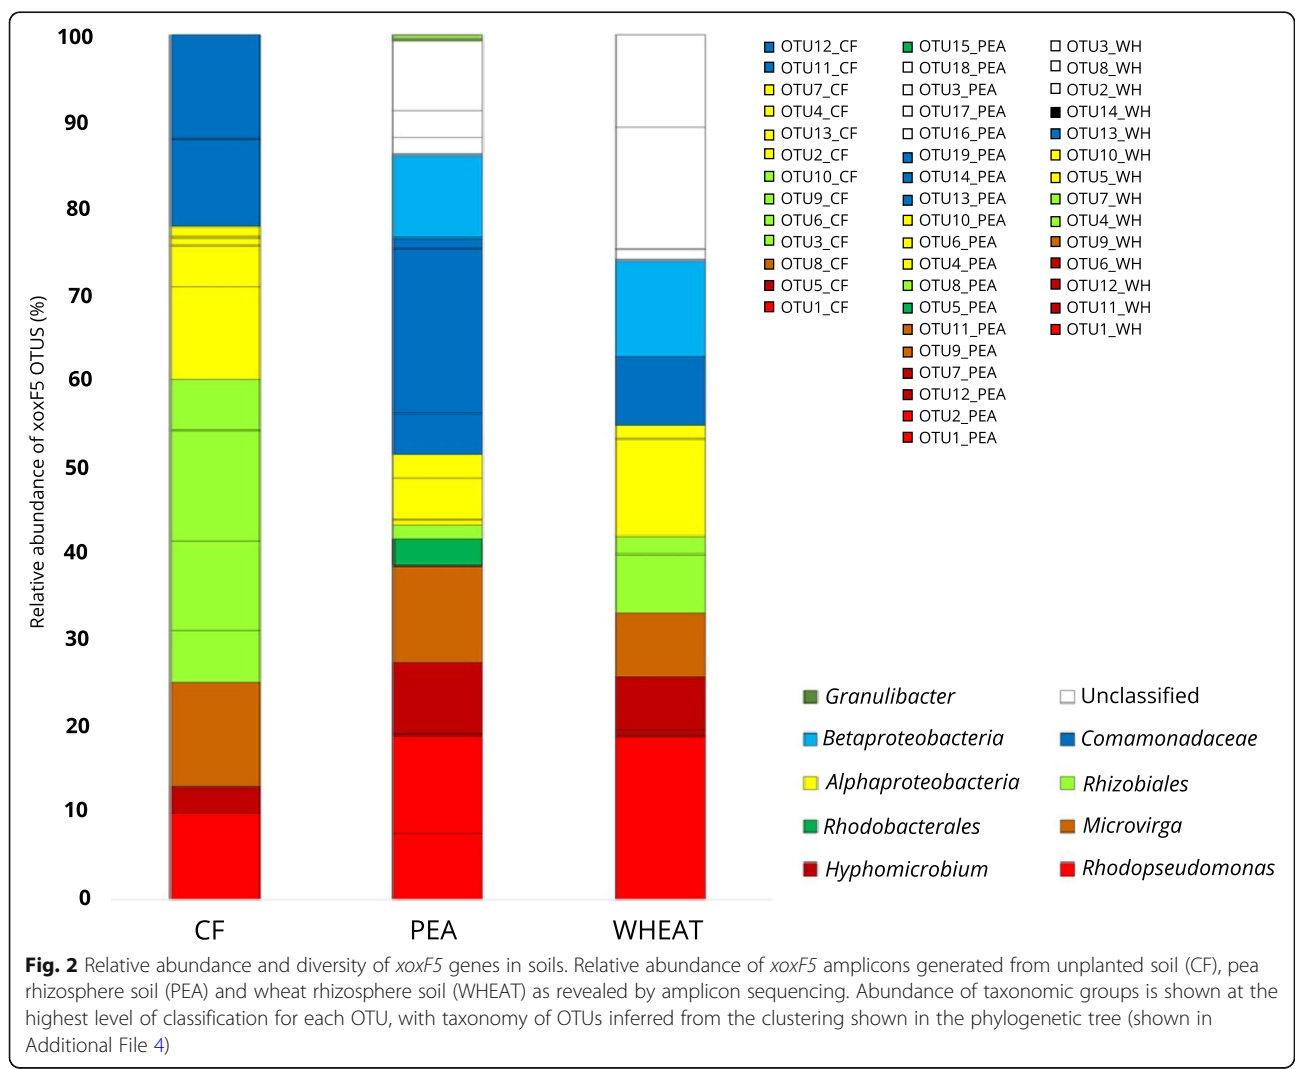 Relative abundance of xoxF5 OTUS (%)
100
90
80
70
60
50
40
30
20
10
0
CF
PEA
WHEAT
OTU12_CF
OTU11_CF
OTU7_CF
OTU4_CF
OTU13_CF
OTU2_CF
OTU10_CF
OTU9_CF
OTU6_CF
OTU3_CF
OTU8_CF
OTU5_CF
OTU1_CF
OTU15_PEA
OTU18_PEA
OTU3_PEA
OTU17_PEA
OTU16_PEA
OTU19_PEA
OTU14_PEA
OTU13_PEA
OTU10_PEA
OTU6_PEA
OTU4_PEA
OTU8_PEA
OTU5_PEA
OTU11_PEA
OTU9_PEA
OTU7_PEA
OTU12_PEA
OTU2_PEA
OTU1_PEA
OTU3_WH
OTU8_WH
OTU2_WH
OTU14_WH
OTU13_WH
OTU10_WH
OTU5_WH
OTU7_WH
OTU4_WH
OTU9_WH
OTU6_WH
OTU12_WH
OTU11_WH
OTU1_WH
Granulibacter
Betaproteobacteria
Alphaproteobacteria
Rhodobacterales
Hyphomicrobium
Unclassified
Comamonadaceae
Rhizobiales
Microvirga
Rhodopseudomonas
Fig. 2 Relative abundance and diversity of xoxF5 genes in soils. Relative abundance of xoxF5 amplicons generated from unplanted soil (CF), pea
rhizosphere soil (PEA) and wheat rhizosphere soil (WHEAT) as revealed by amplicon sequencing. Abundance of taxonomic groups is shown at the
highest level of classification for each OTU, with taxonomy of OTUs inferred from the clustering shown in the phylogenetic tree (shown in
Additional File 4)